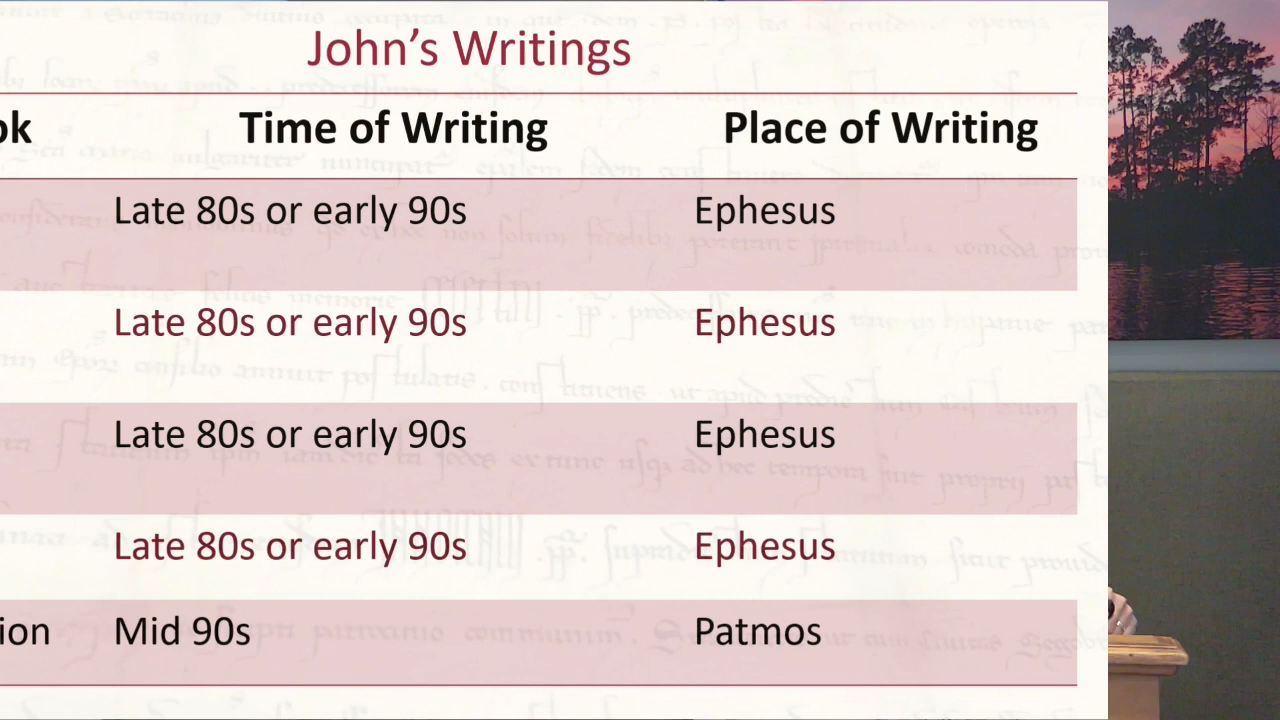 John's Writings
ok Time of Writing Place of Writing
Late 80s or early 90s Ephesus
Late 80s or early 90s Ephesus
Late 80s or early 90s Ephesus
Late 80s or early 90s Ephesus
ion Mid 90s Patmos